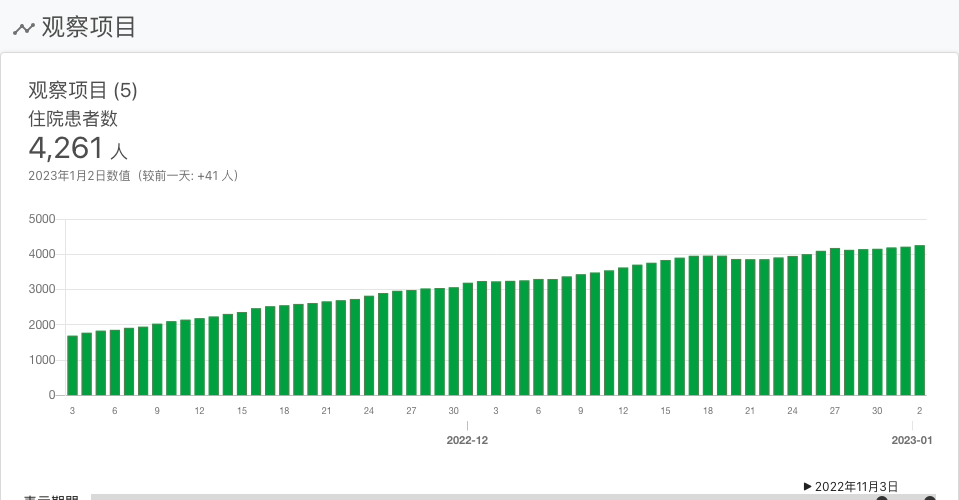 观察项目
观察项目 (5)
住院患者数
4,261 人
2023年1月2日数值（较前一天: +41 人）
5000
4000
3000
2000
1000
0
3 6 9 12 15 18 21 24 27 30 3 6 9 12 15 18 21 24 27 30 2
2022-12 2023-01
▶ 2022年11月3日
表示期間